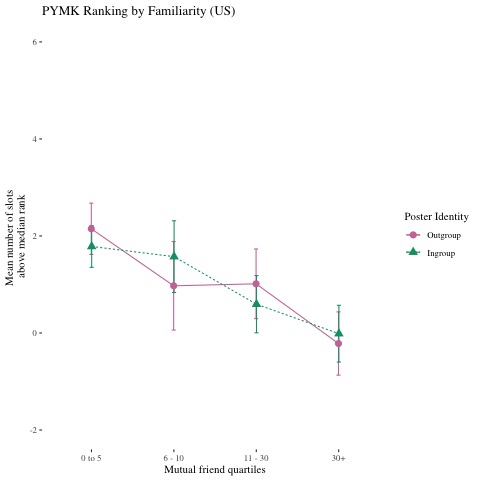 PYMK Ranking by Familiarity (US)
Mean number of slots
above median rank
6
4
2
0
-2
0 to 5
6 - 10
11 - 30
30+
Mutual friend quartiles
Poster Identity
Outgroup
Ingroup